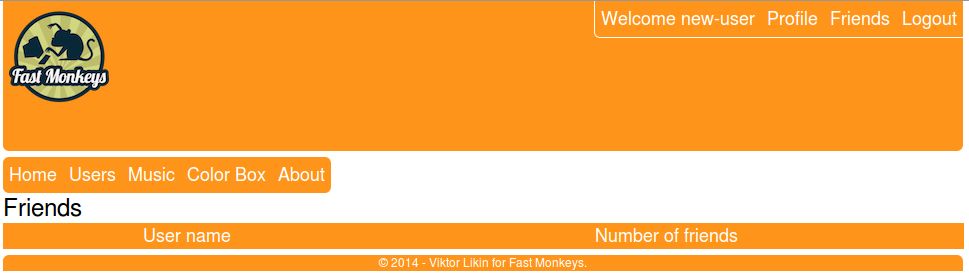 Welcome new-user Profile Friends Logout
Fast Monkeys
Home Users Music Color Box About
Friends
User name Number of friends
© 2014 - Viktor Likin for Fast Monkeys.